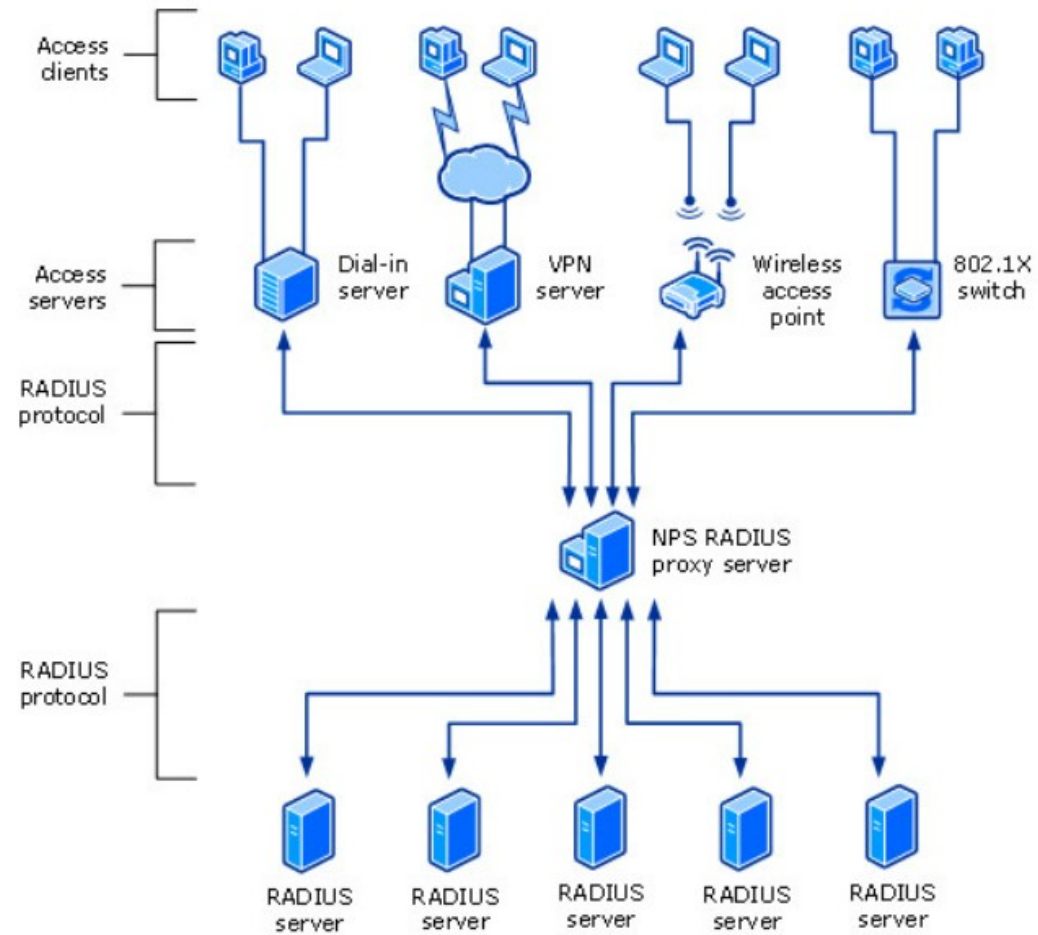 Access
clients
Access
servers
Dial-in
server
VPN
server
Wireless
access
point
802.1X
switch
RADIUS
protocol
NPS RADIUS
proxy server
RADIUS
protocol
RADIUS
server
RADIUS
server
RADIUS
server
RADIUS
server
RADIUS
server